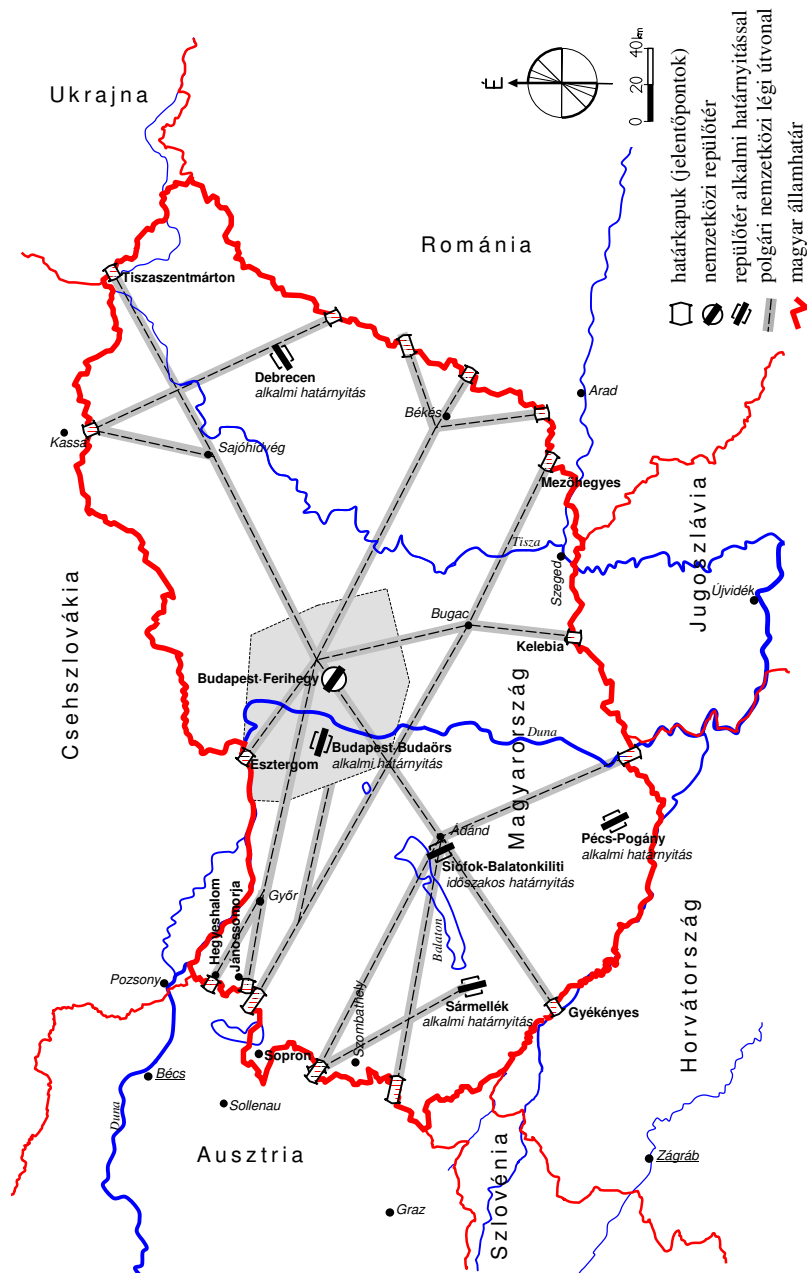 Ukrajna
Románia
Csehszlovákia
Jugoszlávia
Magyarország
Horvátország
Szlovénia
Ausztria
É
0 20 40km
határkapuk (jelentőpontok)
nemzetközi repülőtér
repülőtér alkalmi határnyitással
polgári nemzetközi légi útvonal
magyar államhatár
Tiszaszentmárton
Debrecen
alkalmi határnyitás
Kassa
Sajóhídvég
Békés
Arad
Mezőhegyes
Tisza
Szeged
Újvidék
Bugac
Kelebia
Budapest-Ferihegy
Esztergom
Budapest-Budaörs
alkalmi határnyitás
Duna
Ádánd
Siófok-Balatonkiliti
időszakos határnyitás
Pécs-Pogány
alkalmi határnyitás
Győr
Hegyeshalom
Jánossomorja
Balaton
Pozsony
Sármellék
alkalmi határnyitás
Gyékényes
Szombathely
Sopron
Bécs
Duna
Sollenau
Graz
Zágráb